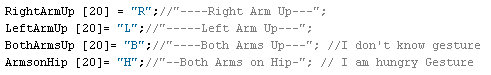 RightArmUp [20] = "R";//"----Right Arm Up---";
LeftArmUp [20]= "L";//"-----Left Arm Up---";
BothArmsUp [20]= "B";//"----Both Arms Up---"; //I don't know gesture
ArmsonHip [20]= "H";//"--Both Arms on Hip-"; // I am hungry Gesture